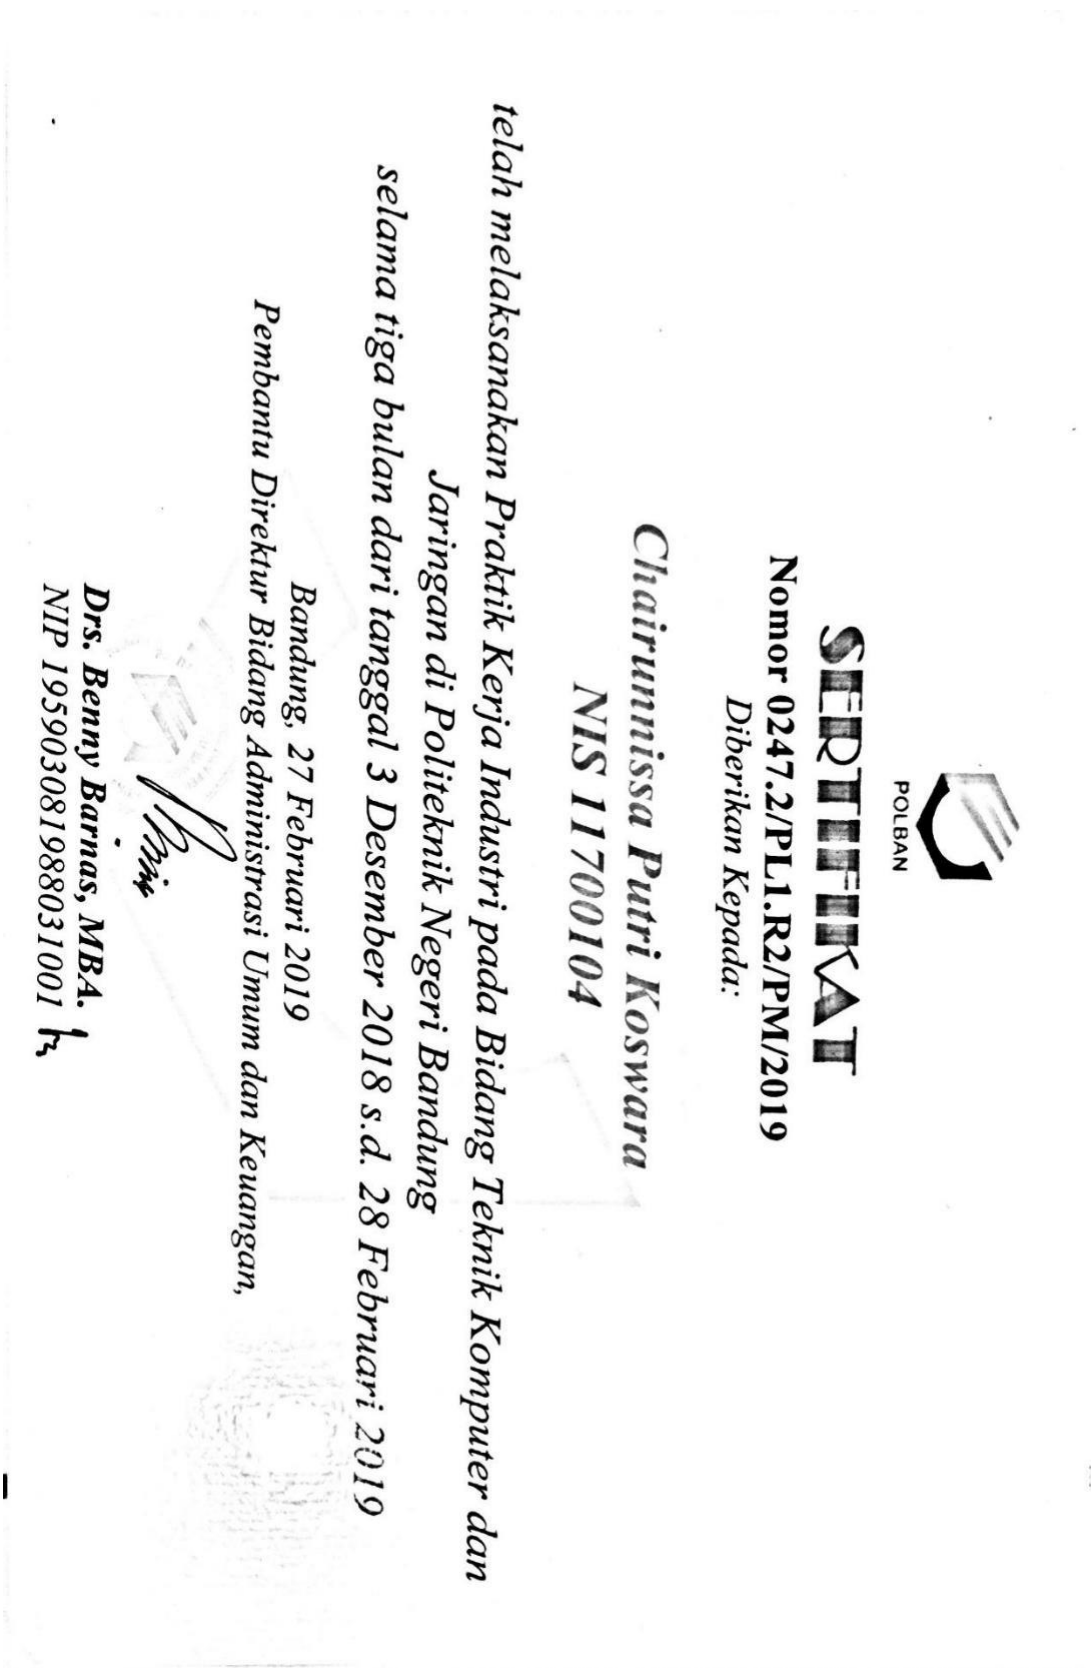 POLBAN
SERTIFIKAT
Nomor 0247.2/PL1.R2/PM/2019
Diberikan Kepada:
Chairunnissa Putri Koswara
NIS 11700104
telah melaksanakan Praktik Kerja Industri pada Bidang Teknik Komputer dan
Jaringan di Politeknik Negeri Bandung
selama tiga bulan dari tanggal 3 Desember 2018 s.d. 28 Februari 2019
Bandung, 27 Februari 2019
Pembantu Direktur Bidang Administrasi Umum dan Keuangan,
Drs. Benny Barnas, MBA.
NIP 195903081988031001